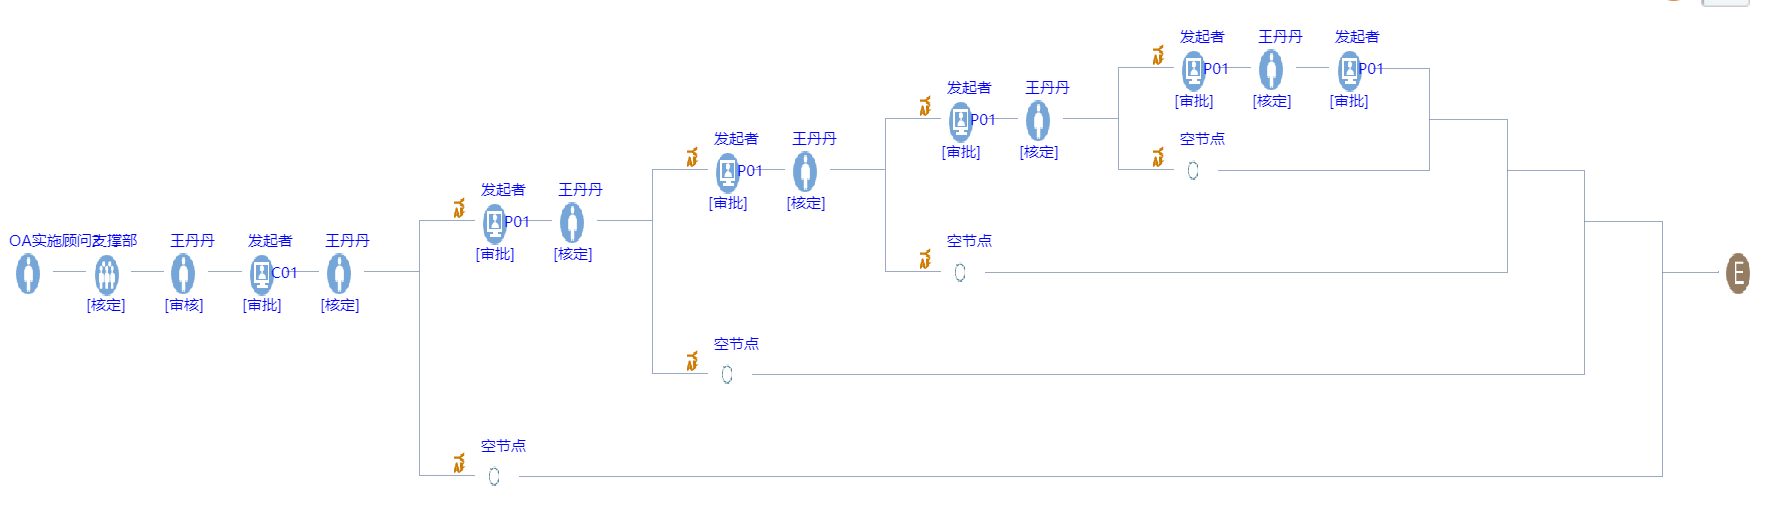 发起者 王丹丹 发起者
P01 P01
[审批] [核定] [审批]
发起者 王丹丹
P01
[审批] [核定]
空节点
发起者 王丹丹
P01
[审批] [核定]
发起者 王丹丹
P01
[审批] [核定]
空节点
OA实施顾问 支撑部 王丹丹 发起者 王丹丹
C01
E
[核定] [审核] [审批] [核定]
空节点
空节点